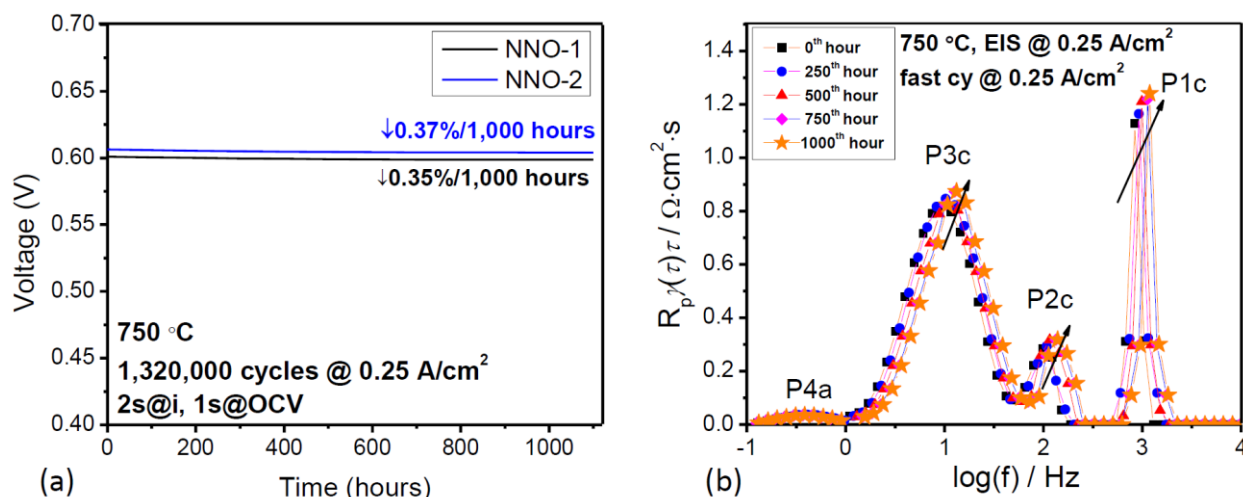 0.70
0.65
0.60
0.55
0.50
0.45
0.40
Voltage (V)
NNO-1
NNO-2
↓0.37%/1,000 hours
↓0.35%/1,000 hours
750 °C
1,320,000 cycles @ 0.25 A/cm²
2s@i, 1s@OCV
0 200 400 600 800 1000
(a) Time (hours)
1.4
1.2
1.0
0.8
0.6
0.4
0.2
0.0
R_pγ(τ)τ / Ω·cm²·s
0th hour
250th hour
500th hour
750th hour
1000th hour
750 °C, EIS @ 0.25 A/cm²
fast cy @ 0.25 A/cm²
P1c
P3c
P2c
P4a
-1 0 1 2 3 4
(b) log(f) / Hz